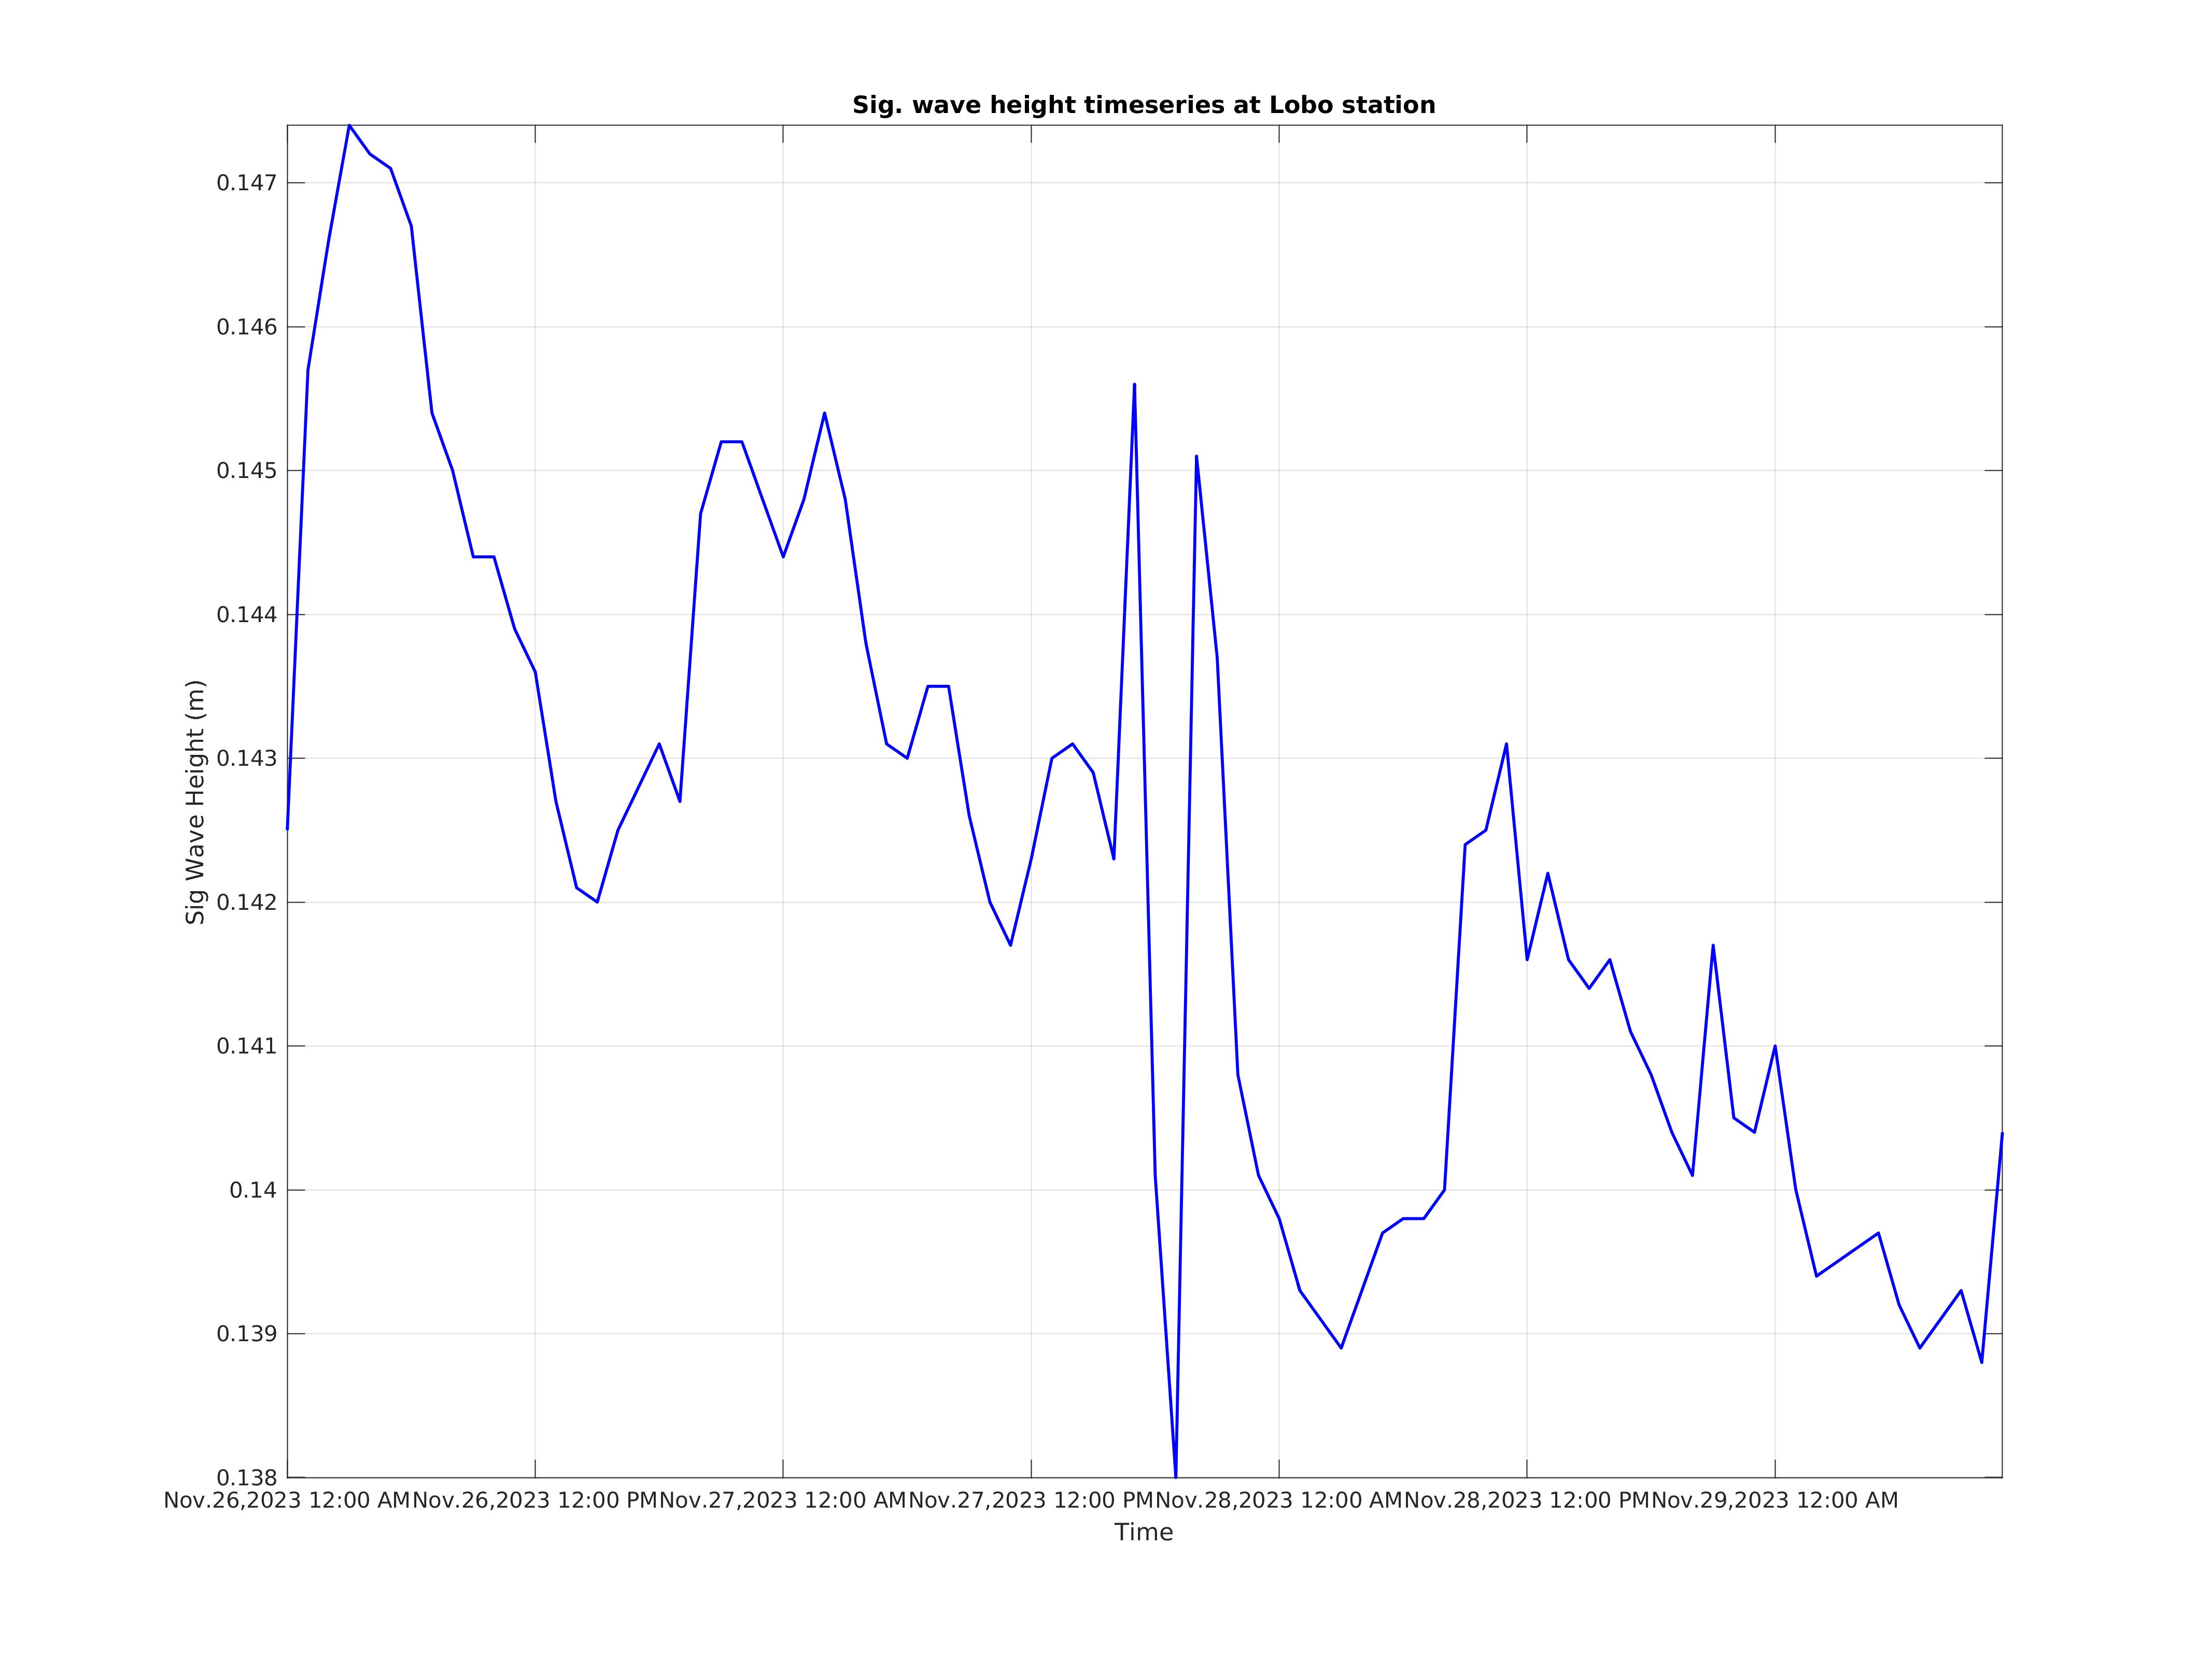 Sig. wave height timeseries at Lobo station
0.147
0.146
0.145
0.144
0.143
0.142
0.141
0.14
0.139
0.138
Sig Wave Height (m)
Nov.26,2023 12:00 AM
Nov.26,2023 12:00 PM
Nov.27,2023 12:00 AM
Nov.27,2023 12:00 PM
Nov.28,2023 12:00 AM
Nov.28,2023 12:00 PM
Nov.29,2023 12:00 AM
Time